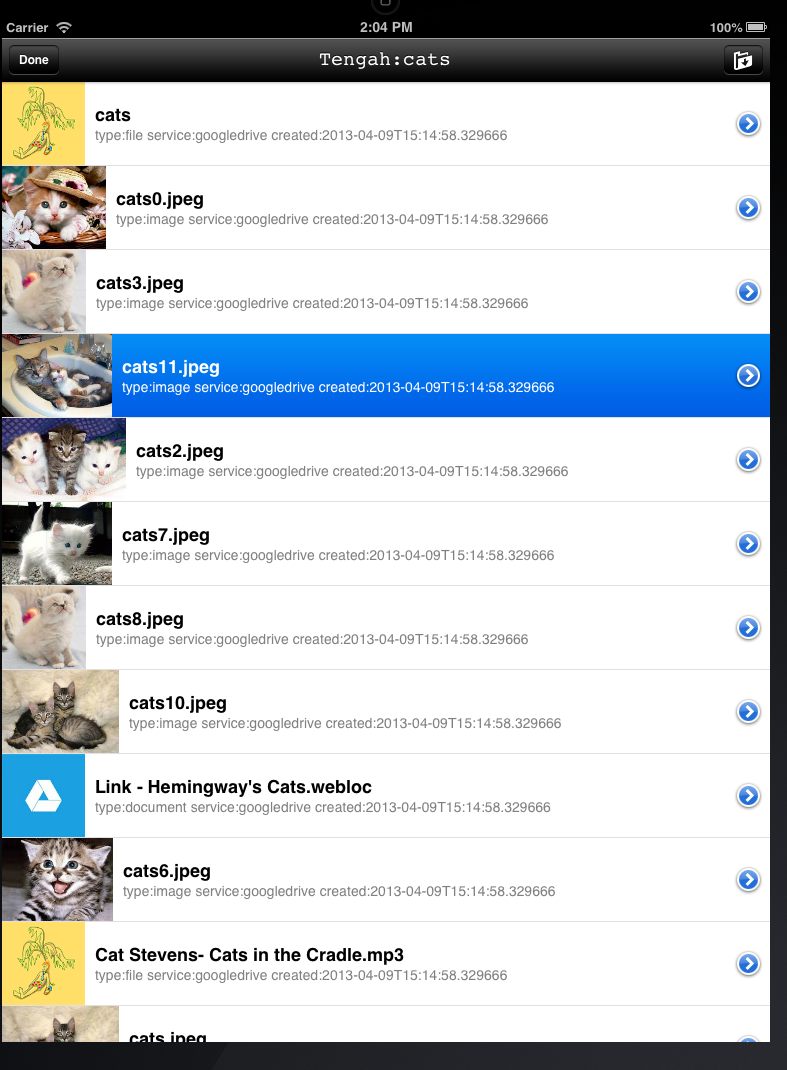 Carrier
2:04 PM
100%
Done
Tengah:cats
cats
type:file service:googledrive created:2013-04-09T15:14:58.329666
cats0.jpeg
type:image service:googledrive created:2013-04-09T15:14:58.329666
cats3.jpeg
type:image service:googledrive created:2013-04-09T15:14:58.329666
cats11.jpeg
type:image service:googledrive created:2013-04-09T15:14:58.329666
cats2.jpeg
type:image service:googledrive created:2013-04-09T15:14:58.329666
cats7.jpeg
type:image service:googledrive created:2013-04-09T15:14:58.329666
cats8.jpeg
type:image service:googledrive created:2013-04-09T15:14:58.329666
cats10.jpeg
type:image service:googledrive created:2013-04-09T15:14:58.329666
Link - Hemingway's Cats.webloc
type:document service:googledrive created:2013-04-09T15:14:58.329666
cats6.jpeg
type:image service:googledrive created:2013-04-09T15:14:58.329666
Cat Stevens- Cats in the Cradle.mp3
type:file service:googledrive created:2013-04-09T15:14:58.329666
cats.jpeg